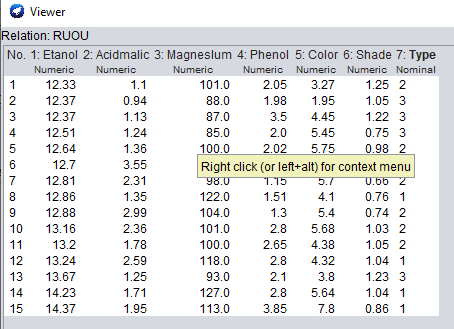 Viewer
Relation: RUOU
No. 1: Etanol 2: Acidmalic 3: MagnesIum 4: Phenol 5: Color 6: Shade 7: Type
Numeric Numeric Numeric Numeric Numeric Numeric Nominal
1 12.33 1.1 101.0 2.05 3.27 1.25 2
2 12.37 0.94 88.0 1.98 1.95 1.05 3
3 12.37 1.13 87.0 3.5 4.45 1.22 3
4 12.51 1.24 85.0 2.0 5.45 0.75 3
5 12.64 1.36 100.0 2.02 5.75 0.98 2
6 12.7 3.55 Right click (or left+alt) for context menu
7 12.81 2.31 98.0 1.15 5.7 0.66 2
8 12.86 1.35 122.0 1.51 4.1 0.76 1
9 12.88 2.99 104.0 1.3 5.4 0.74 2
10 13.16 2.36 101.0 2.8 5.68 1.03 2
11 13.2 1.78 100.0 2.65 4.38 1.05 2
12 13.24 2.59 118.0 2.8 4.32 1.04 1
13 13.67 1.25 93.0 2.1 3.8 1.23 3
14 14.23 1.71 127.0 2.8 5.64 1.04 1
15 14.37 1.95 113.0 3.85 7.8 0.86 1